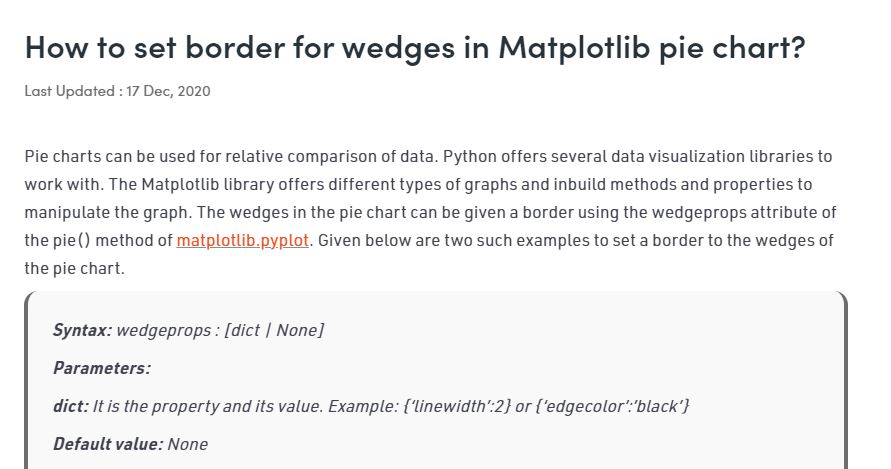 How to set border for wedges in Matplotlib pie chart?
Last Updated : 17 Dec, 2020
Pie charts can be used for relative comparison of data. Python offers several data visualization libraries to
work with. The Matplotlib library offers different types of graphs and inbuild methods and properties to
manipulate the graph. The wedges in the pie chart can be given a border using the wedgeprops attribute of
the pie() method of matplotlib.pyplot. Given below are two such examples to set a border to the wedges of
the pie chart.
Syntax: wedgeprops : [dict | None]
Parameters:
dict: It is the property and its value. Example: {‘linewidth’:2} or {‘edgecolor’:’black’}
Default value: None